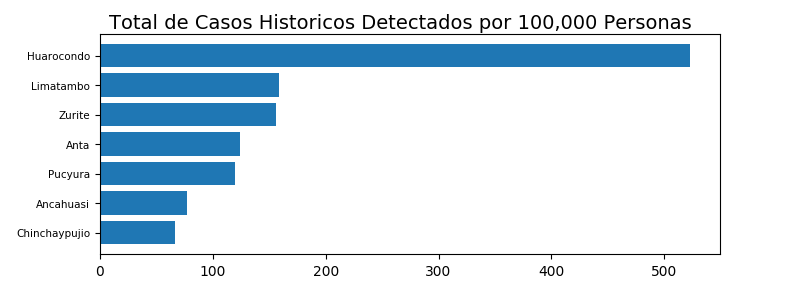 Total de Casos Historicos Detectados por 100,000 Personas
Huarocondo
Limatambo
Zurite
Anta
Pucyura
Ancahuasi
Chinchaypujio
0 100 200 300 400 500